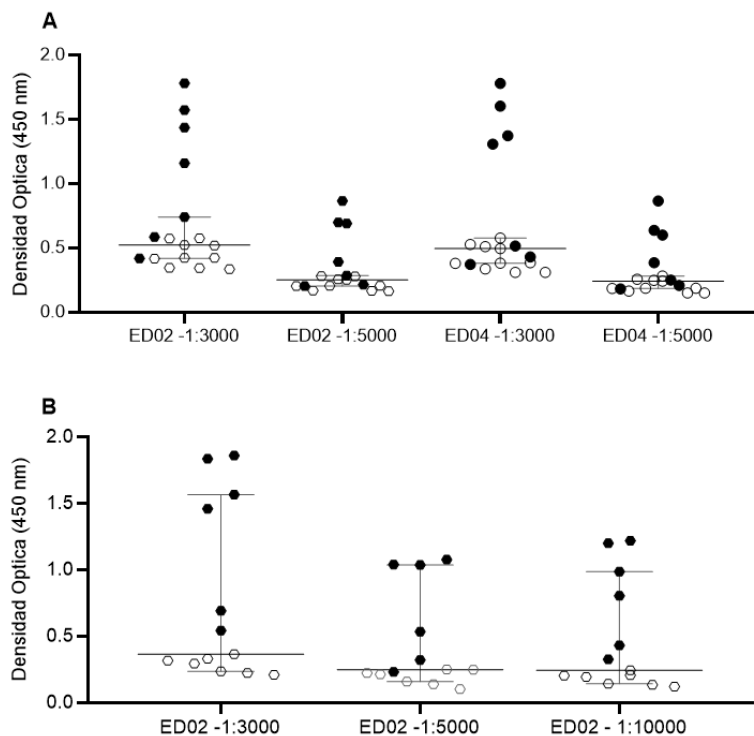 A
Densidad Optica (450 nm)
2.0
1.5
1.0
0.5
0.0
ED02 -1:3000
ED02 -1:5000
ED04 -1:3000
ED04 -1:5000
B
Densidad Optica (450 nm)
2.0
1.5
1.0
0.5
0.0
ED02 -1:3000
ED02 -1:5000
ED02 - 1:10000